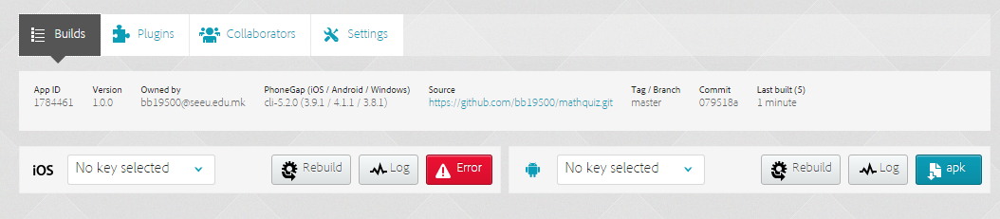 Builds Plugins Collaborators Settings
App ID Version Owned by PhoneGap (iOS / Android / Windows) Source Tag / Branch Commit Last built (5)
1784461 1.0.0 bb19500@seeu.edu.mk cli-5.2.0 (3.9.1 / 4.1.1 / 3.8.1) https://github.com/bb19500/mathquiz.git master 079518a 1 minute
iOS No key selected Rebuild Log Error No key selected Rebuild Log apk